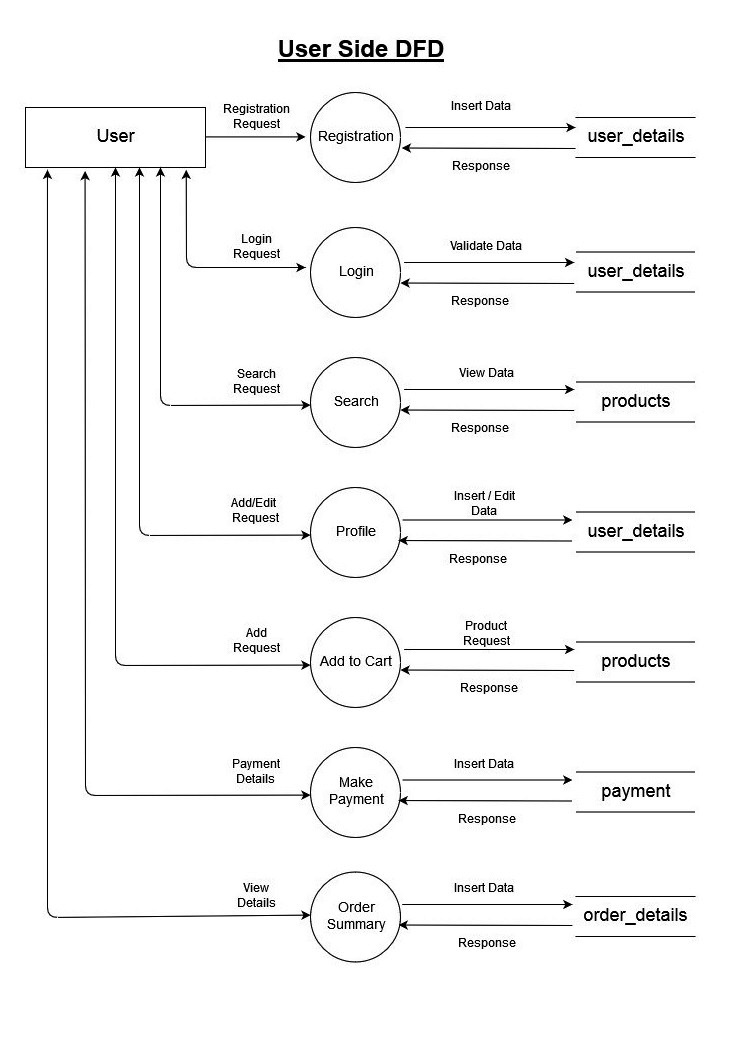 User Side DFD
User
Registration
Request
Registration
Insert Data
Response
user_details
Login
Request
Login
Validate Data
Response
user_details
Search
Request
Search
View Data
Response
products
Add/Edit
Request
Profile
Insert / Edit
Data
Response
user_details
Add
Request
Add to Cart
Product
Request
Response
products
Payment
Details
Make
Payment
Insert Data
Response
payment
View
Details
Order
Summary
Insert Data
Response
order_details